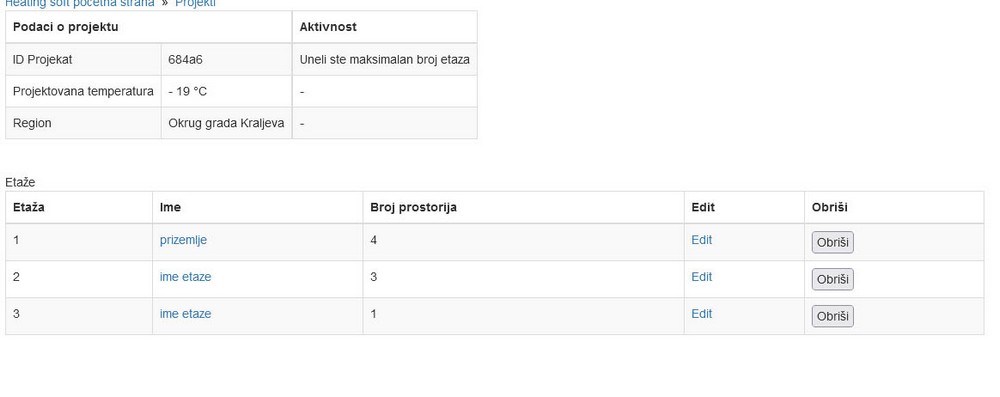 Heating soft početna strana » Projekti
Podaci o projektu Aktivnost
ID Projekat 684a6 Uneli ste maksimalan broj etaza
Projektovana temperatura - 19 °C -
Region Okrug grada Kraljeva -
Etaže
Etaža Ime Broj prostorija Edit Obriši
1 prizemlje 4 Edit Obriši
2 ime etaze 3 Edit Obriši
3 ime etaze 1 Edit Obriši